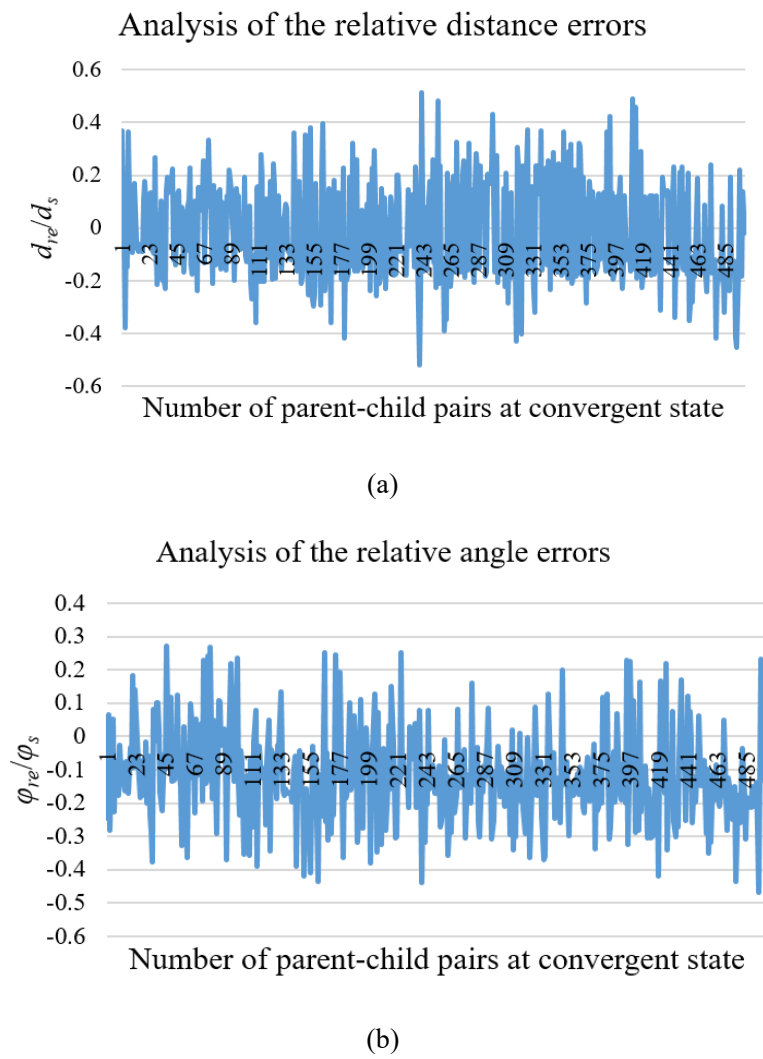 Analysis of the relative distance errors
0.6
0.4
0.2
0
-0.2
-0.4
-0.6
d_re/d_s
1 23 45 67 89 111 133 155 177 199 221 243 265 287 309 331 353 375 397 419 441 463 485
Number of parent-child pairs at convergent state
(a)
Analysis of the relative angle errors
0.4
0.3
0.2
0.1
0
-0.1
-0.2
-0.3
-0.4
-0.5
-0.6
φ_re/φ_s
1 23 45 67 89 111 133 155 177 199 221 243 265 287 309 331 353 375 397 419 441 463 485
Number of parent-child pairs at convergent state
(b)